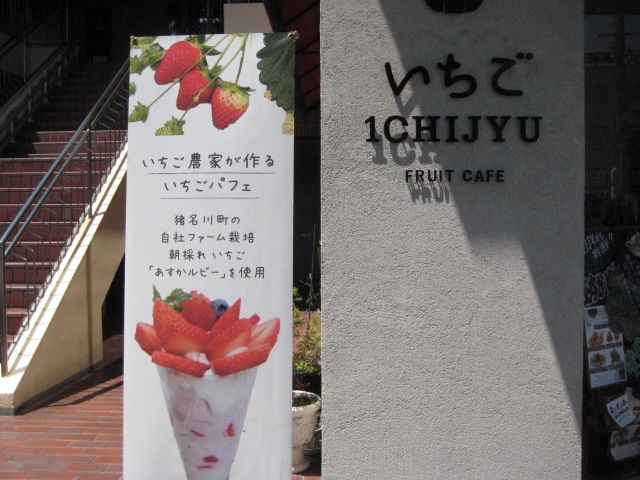 いちご農家が作る
いちごパフェ
猪名川町の
自社ファーム栽培
朝採れいちご
「あすかルビー」を使用
いちご
1CHIJYU
FRUIT CAFE